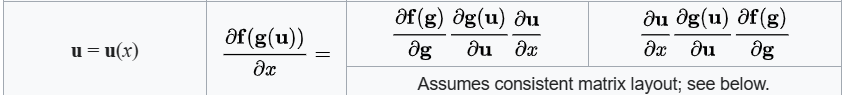 u = u(x)
∂f(g(u))/∂x =
∂f(g)/∂g ∂g(u)/∂u ∂u/∂x
∂u/∂x ∂g(u)/∂u ∂f(g)/∂g
Assumes consistent matrix layout; see below.